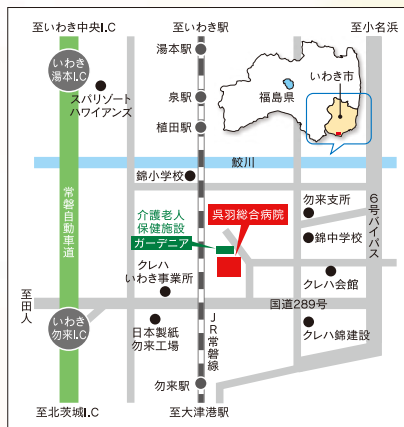 至いわき中央I.C
至いわき駅
至小名浜
湯本駅
いわき
湯本I.C
スパリゾート
ハワイアンズ
泉駅
植田駅
福島県
いわき市
鮫川
錦小学校
常磐自動車道
介護老人
保健施設
ガーデニア
呉羽総合病院
勿来支所
錦中学校
6号バイパス
クレハ
いわき事業所
クレハ会館
国道289号
至田人
いわき
勿来I.C
日本製紙
勿来工場
JR常磐線
クレハ錦建設
勿来駅
至北茨城I.C
至大津港駅